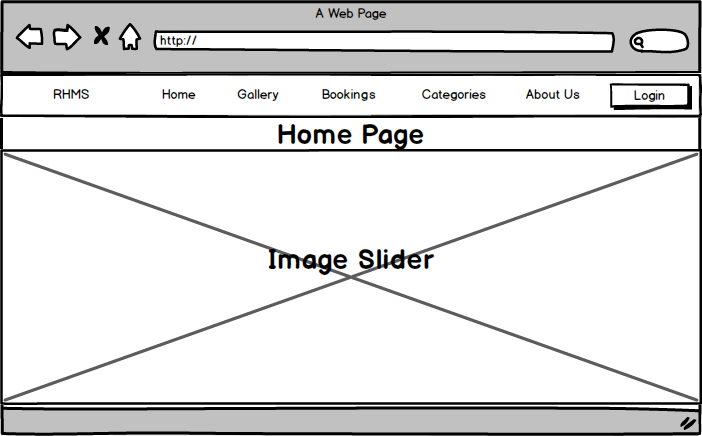 A Web Page
http://
RHMS Home Gallery Bookings Categories About Us Login
Home Page
Image Slider